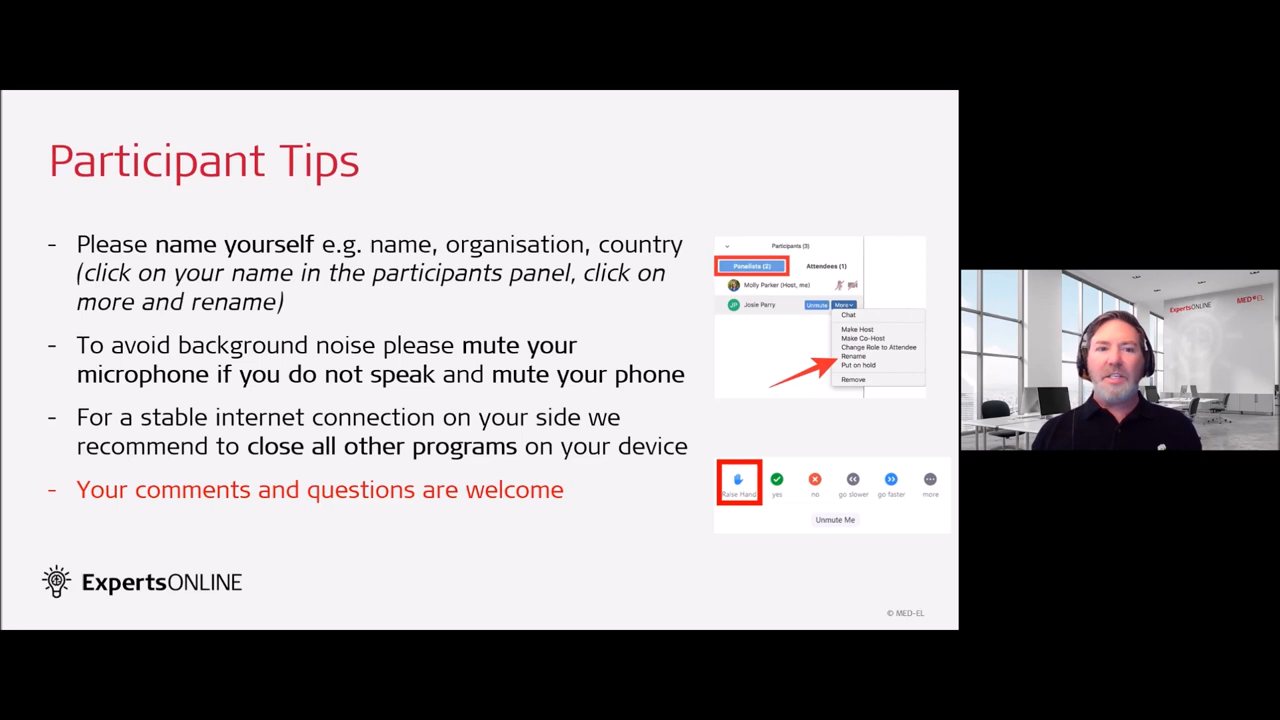 Participant Tips
- Please name yourself e.g. name, organisation, country
(click on your name in the participants panel, click on
more and rename)
- To avoid background noise please mute your
microphone if you do not speak and mute your phone
- For a stable internet connection on your side we
recommend to close all other programs on your device
- Your comments and questions are welcome
ExpertsONLINE
Participants (3)
Panelists (2) Attendees (1)
Molly Parker (Host, me)
JP Josie Parry Unmute More
Chat
Make Host
Make Co-Host
Change Role to Attendee
Rename
Put on hold
Remove
Raise Hand yes no go slower go faster more
Unmute Me
© MED-EL
ExpertsONLINE MED-EL